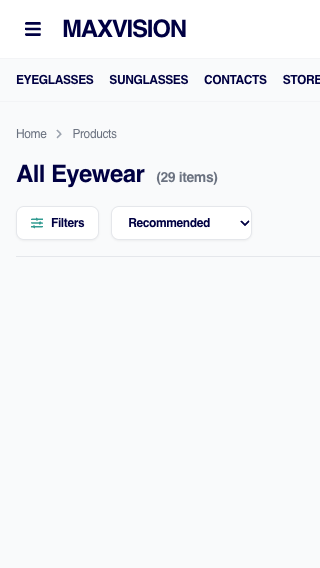 MAXVISION
EYEGLASSES SUNGLASSES CONTACTS STORE
Home Products
All Eyewear (29 items)
Filters Recommended